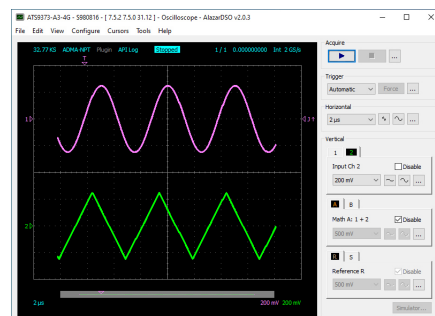 ATS9373-A3-4G - S980816 - [ 7.5.2 7.5.0 31.12 ] - Oscilloscope - AlazarDSO v2.0.3
File Edit View Configure Cursors Tools Help
32.77 KS ADMA-NPT Plugin API Log Stopped 1 / 1 0.000000000 Int 2 GS/s
T
1
1
2
2 µs 200 mV 200 mV
Acquire
...
Trigger
Automatic Force ...
Horizontal
2 µs ...
Vertical
1 2
Input Ch 2 Disable
200 mV ...
A B
Math A: 1 + 2 Disable
500 mV ...
R S
Reference R Disable
500 mV ...
Simulator ...